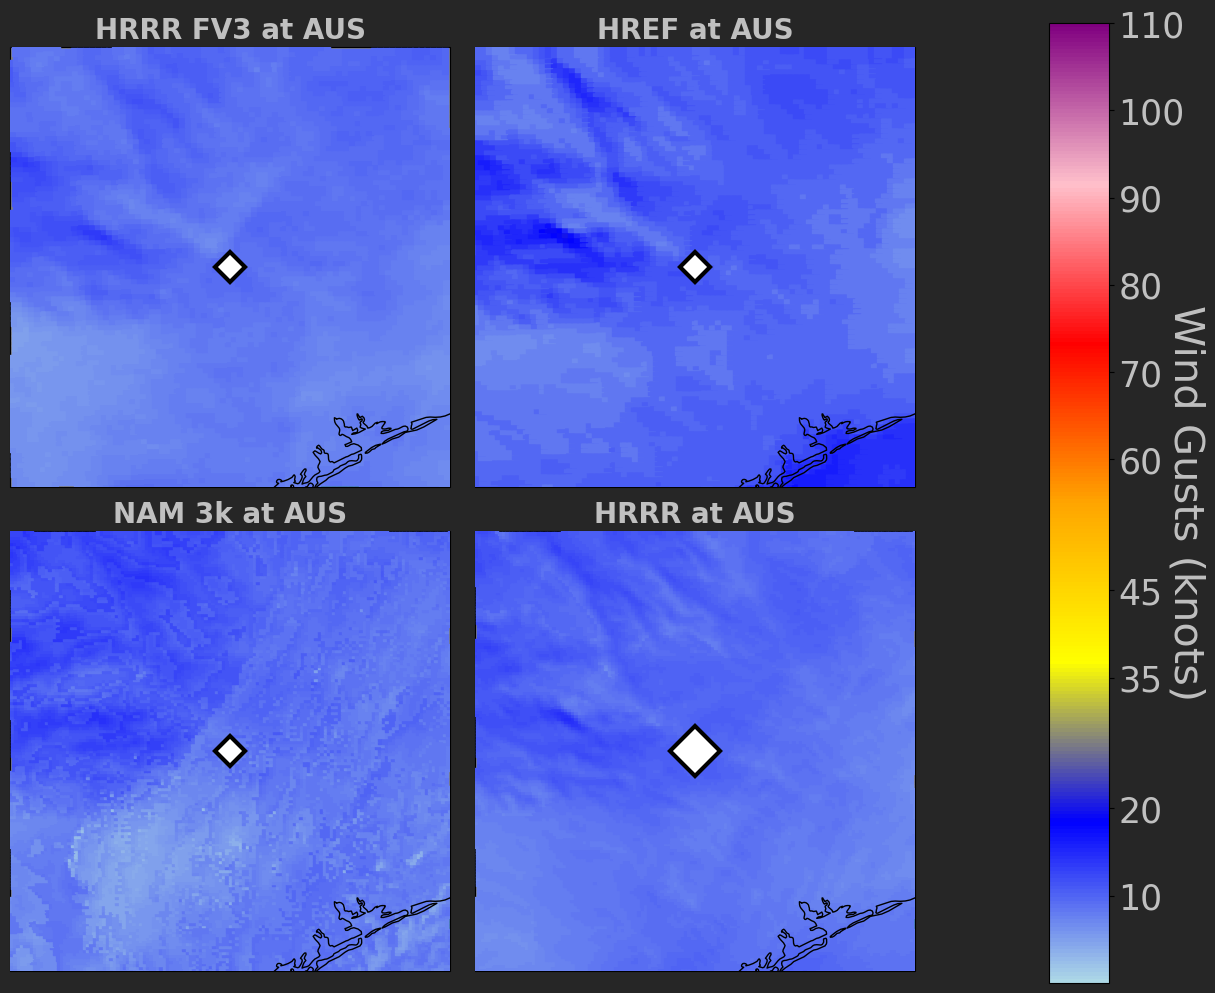 HRRR FV3 at AUS
HREF at AUS
NAM 3k at AUS
HRRR at AUS
110
100
90
80
70
60
45
35
20
10
Wind Gusts (knots)